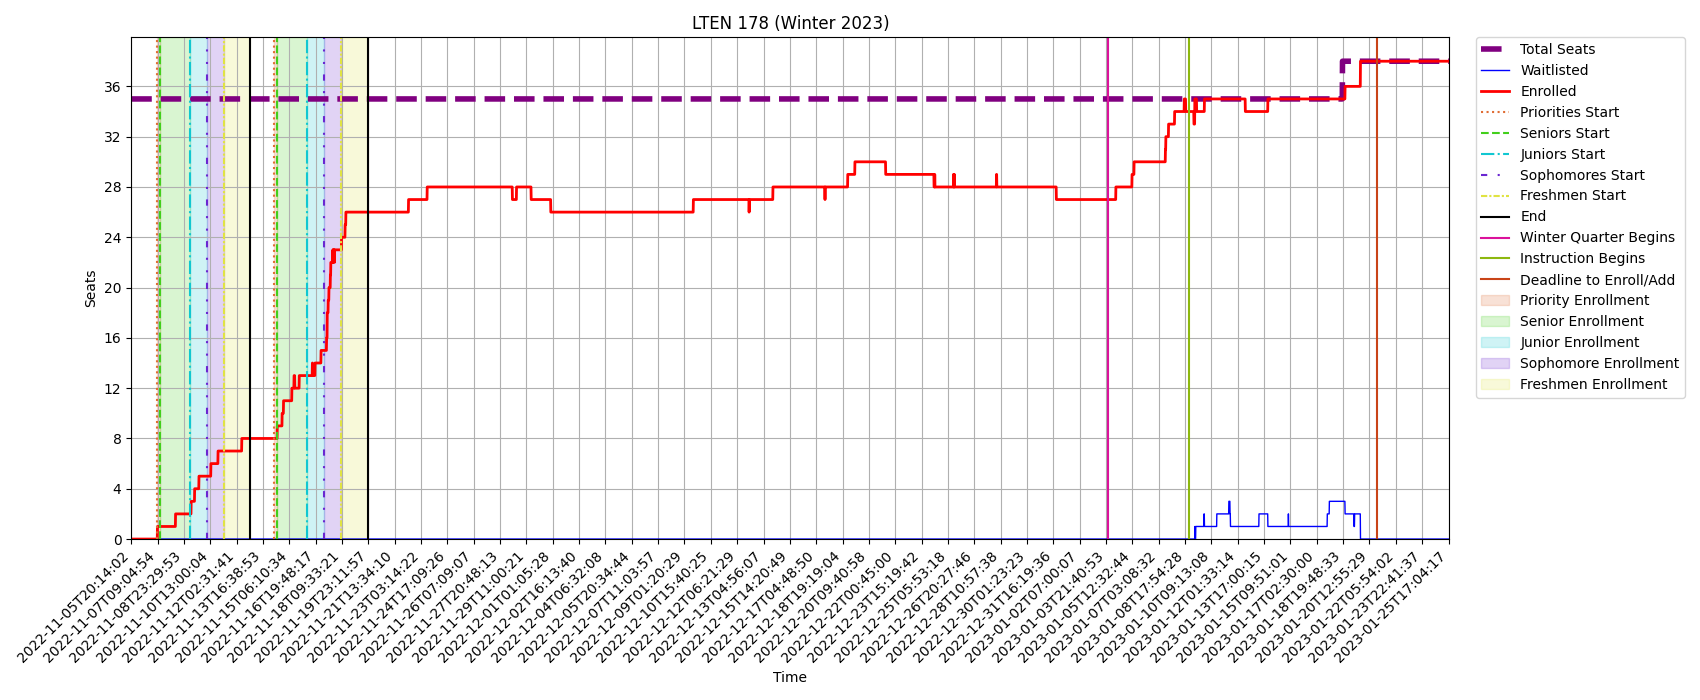 LTEN 178 (Winter 2023)
Total Seats
Waitlisted
Enrolled
Priorities Start
Seniors Start
Juniors Start
Sophomores Start
Freshmen Start
End
Winter Quarter Begins
Instruction Begins
Deadline to Enroll/Add
Priority Enrollment
Senior Enrollment
Junior Enrollment
Sophomore Enrollment
Freshmen Enrollment
Seats
36
32
28
24
20
16
12
8
4
0
2022-11-05T20:14:02
2022-11-07T09:04:54
2022-11-08T23:29:53
2022-11-10T13:00:04
2022-11-12T02:31:41
2022-11-13T16:38:53
2022-11-15T06:10:34
2022-11-16T19:48:17
2022-11-18T09:33:21
2022-11-19T23:11:57
2022-11-21T13:34:10
2022-11-23T03:14:22
2022-11-24T17:09:26
2022-11-26T07:09:07
2022-11-27T20:48:13
2022-11-29T11:00:21
2022-12-01T01:05:28
2022-12-02T16:13:40
2022-12-04T06:32:08
2022-12-05T20:34:44
2022-12-07T11:03:57
2022-12-09T01:20:29
2022-12-10T15:40:25
2022-12-12T06:21:29
2022-12-13T04:56:07
2022-12-15T14:20:49
2022-12-17T04:48:50
2022-12-18T19:19:04
2022-12-20T09:40:58
2022-12-22T00:45:00
2022-12-23T15:19:42
2022-12-25T05:53:18
2022-12-26T20:27:46
2022-12-28T10:57:38
2022-12-30T01:23:23
2022-12-31T16:19:36
2023-01-02T07:00:07
2023-01-03T21:40:53
2023-01-05T12:32:44
2023-01-07T03:08:32
2023-01-08T17:54:28
2023-01-10T09:13:08
2023-01-12T01:33:14
2023-01-13T17:00:15
2023-01-15T09:51:01
2023-01-17T02:30:00
2023-01-18T19:48:33
2023-01-20T12:55:29
2023-01-22T05:54:02
2023-01-23T22:41:37
2023-01-25T17:04:17
Time